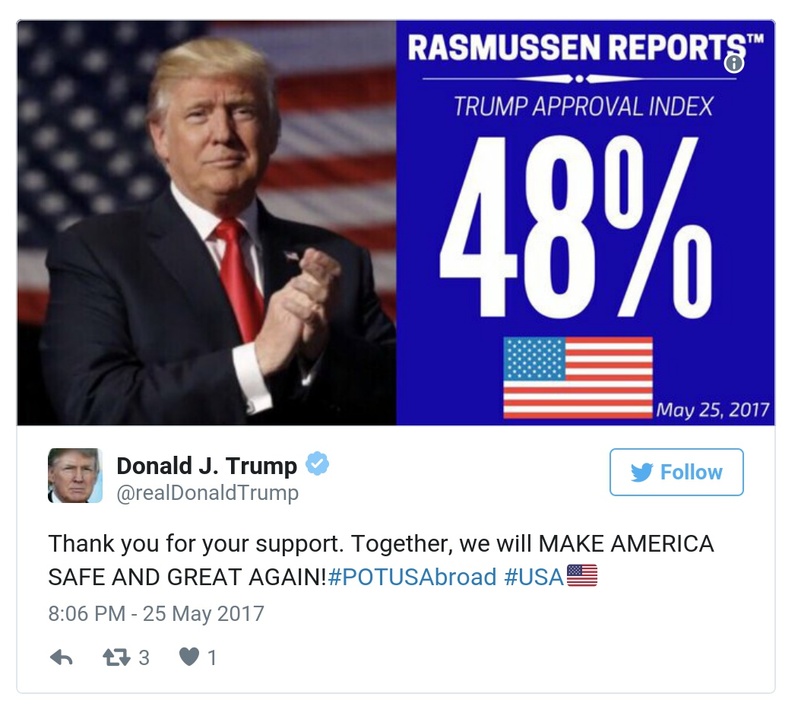 RASMUSSEN REPORTS™
TRUMP APPROVAL INDEX
48%
May 25, 2017
Donald J. Trump
@realDonaldTrump
Follow
Thank you for your support. Together, we will MAKE AMERICA
SAFE AND GREAT AGAIN!#POTUSAbroad #USA🇺🇸
8:06 PM - 25 May 2017
3
1